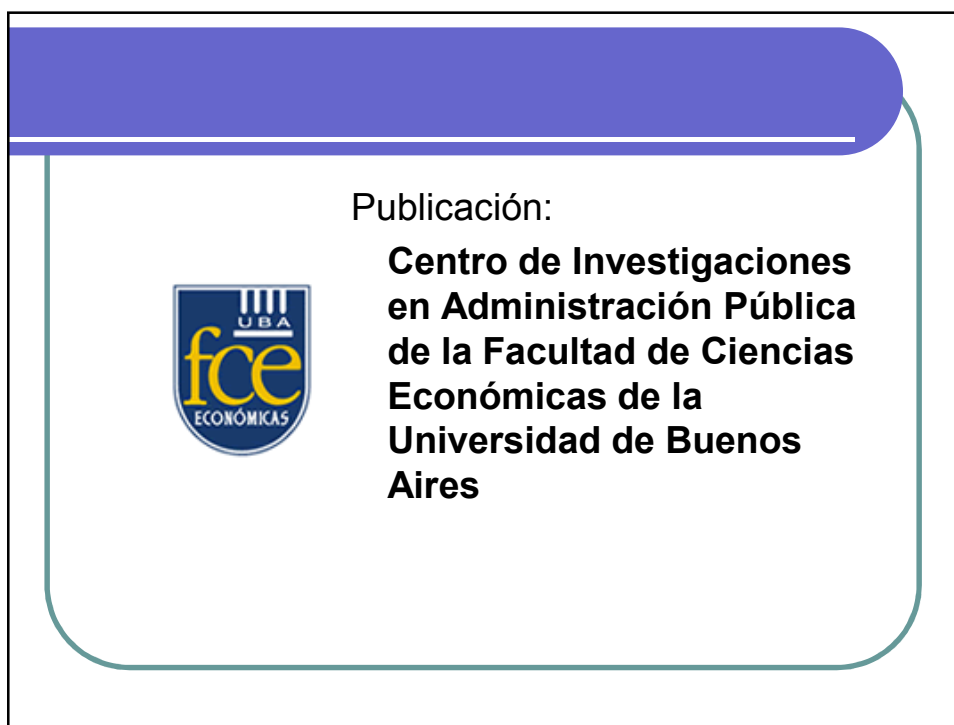 Publicación:
Centro de Investigaciones
en Administración Pública
de la Facultad de Ciencias
Económicas de la
Universidad de Buenos
Aires
UBA
fce
ECONÓMICAS